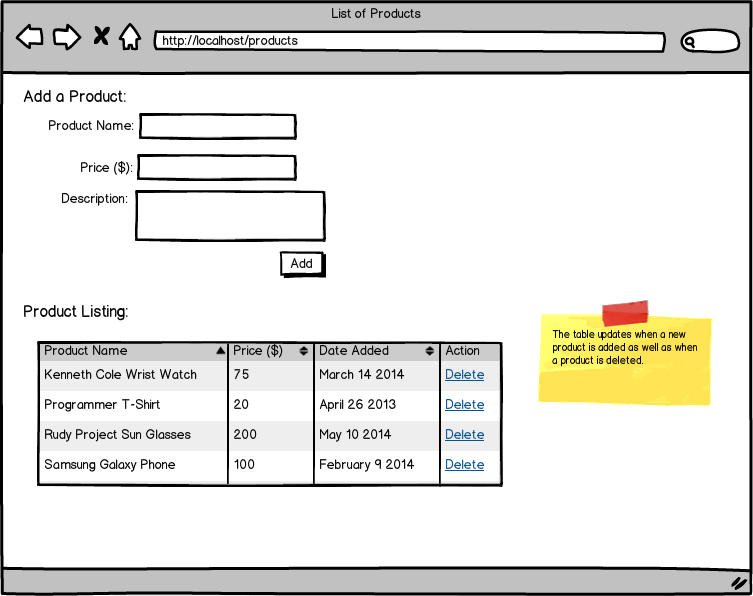 List of Products
http://localhost/products
Add a Product:
Product Name:
Price ($):
Description:
Add
Product Listing:
Product Name Price ($) Date Added Action
Kenneth Cole Wrist Watch 75 March 14 2014 Delete
Programmer T-Shirt 20 April 26 2013 Delete
Rudy Project Sun Glasses 200 May 10 2014 Delete
Samsung Galaxy Phone 100 February 9 2014 Delete
The table updates when a new
product is added as well as when
a product is deleted.